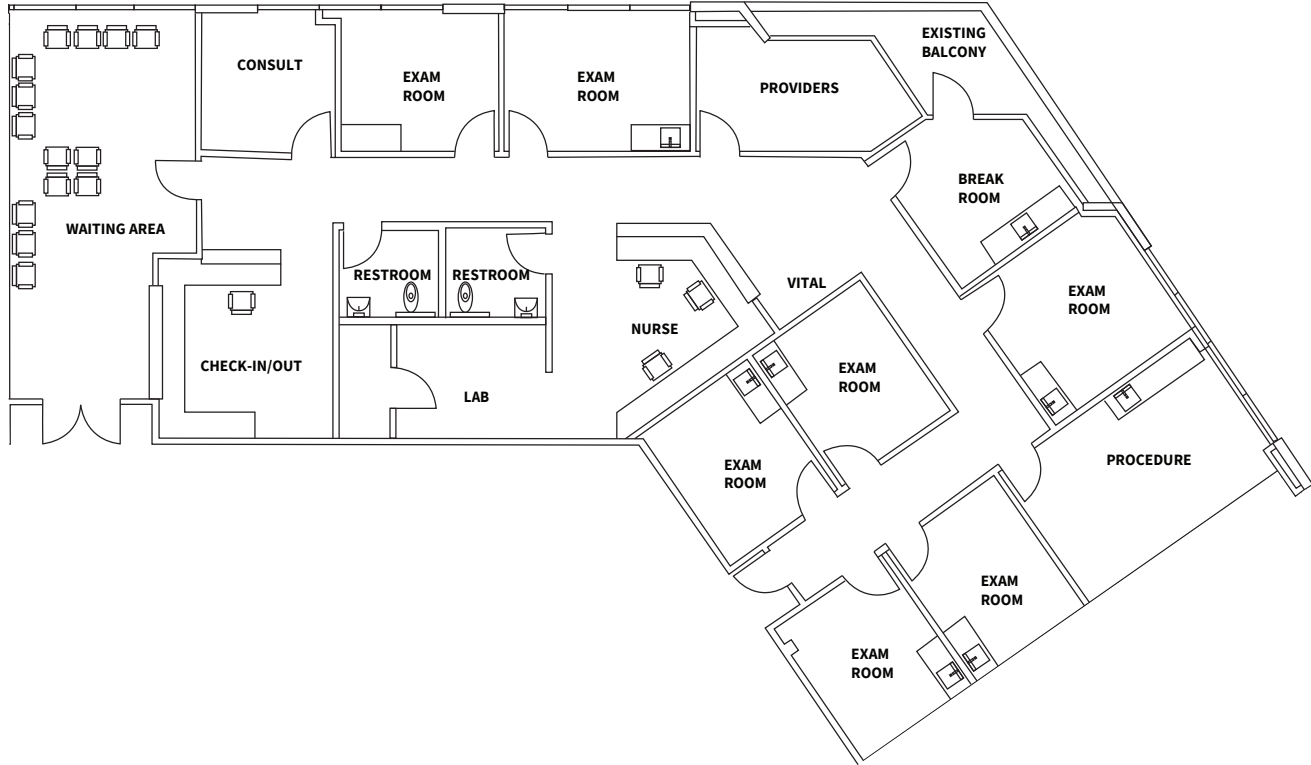 CONSULT
EXAM
ROOM
EXAM
ROOM
PROVIDERS
EXISTING
BALCONY
BREAK
ROOM
WAITING AREA
RESTROOM
RESTROOM
VITAL
EXAM
ROOM
NURSE
CHECK-IN/OUT
LAB
EXAM
ROOM
EXAM
ROOM
PROCEDURE
EXAM
ROOM
EXAM
ROOM